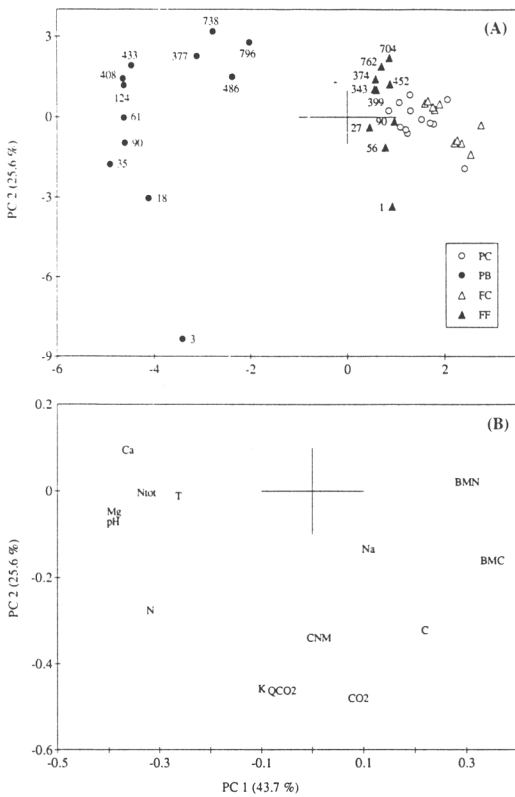 (A)
3
0
-3
-6
-9
PC 2 (25.6 %)
738
796
377
433
486
408
124
61
90
35
18
3
704
762
374
452
343
399
27
90
56
1
PC
PB
FC
FF
-6
-4
-2
0
2
(B)
0.2
0
-0.2
-0.4
-0.6
PC 2 (25.6 %)
Ca
Ntot
T
Mg
pH
N
BMN
Na
BMC
C
CNM
K
QCO2
CO2
-0.5
-0.3
-0.1
0.1
0.3
PC 1 (43.7 %)